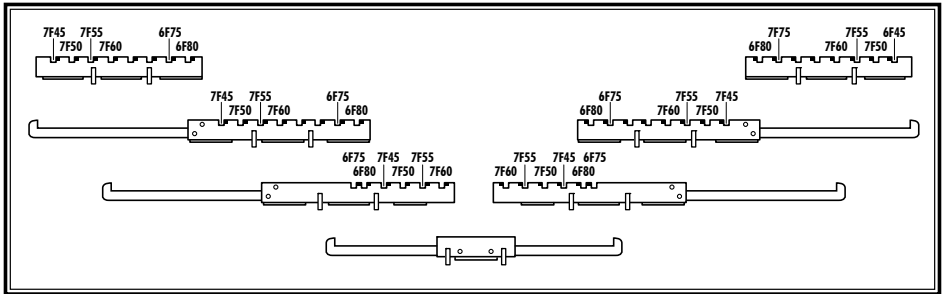 7F45 7F55 6F75
7F50 7F60 6F80
7F75 7F55 6F45
6F80 7F60 7F50
7F45 7F55 6F75
7F50 7F60 6F80
6F75 7F55 7F45
6F80 7F60 7F50
6F75 7F45 7F55
6F80 7F50 7F60
7F55 7F45 6F75
7F60 7F50 6F80